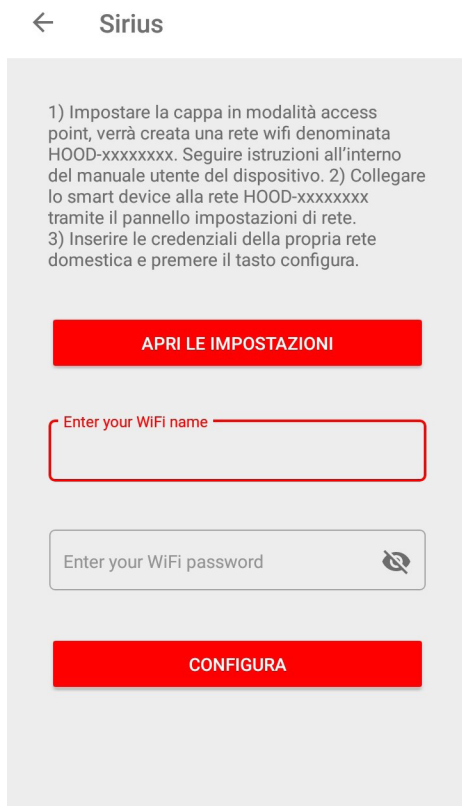 Sirius
1) Impostare la cappa in modalità access
point, verrà creata una rete wifi denominata
HOOD-xxxxxxxx. Seguire istruzioni all'interno
del manuale utente del dispositivo. 2) Collegare
lo smart device alla rete HOOD-xxxxxxxx
tramite il pannello impostazioni di rete.
3) Inserire le credenziali della propria rete
domestica e premere il tasto configura.
APRI LE IMPOSTAZIONI
Enter your WiFi name
Enter your WiFi password
CONFIGURA